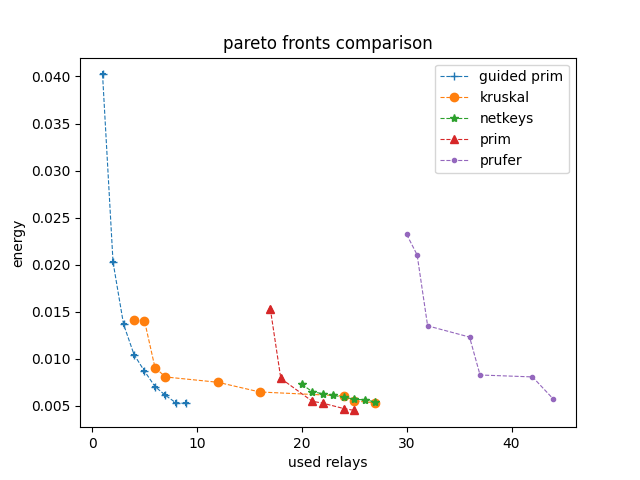 pareto fronts comparison
guided prim
kruskal
netkeys
prim
prufer
energy
0.040
0.035
0.030
0.025
0.020
0.015
0.010
0.005
0
10
20
30
40
used relays